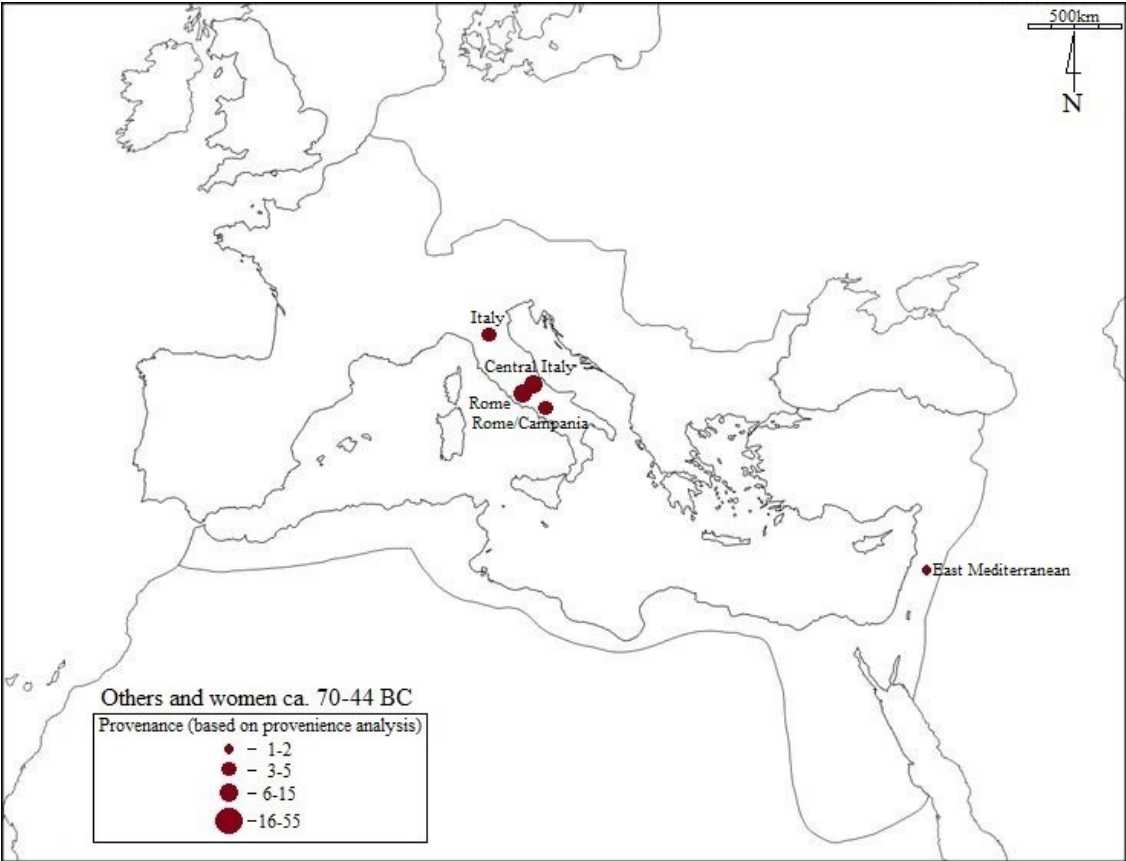 500km
N
Italy
Central Italy
Rome
Rome/Campania
East Mediterranean
Others and women ca. 70-44 BC
Provenance (based on provenience analysis)
– 1-2
– 3-5
– 6-15
–16-55